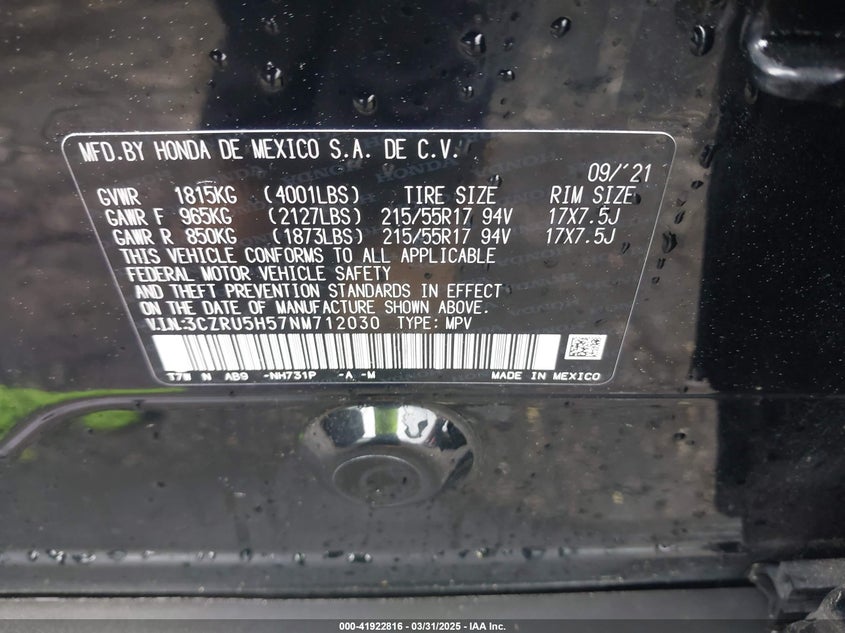 MFD.BY HONDA DE MEXICO S.A. DE C.V.
09/'21
GVWR 1815KG (4001LBS) TIRE SIZE RIM SIZE
GAWR F 965KG (2127LBS) 215/55R17 94V 17X7.5J
GAWR R 850KG (1873LBS) 215/55R17 94V 17X7.5J
THIS VEHICLE CONFORMS TO ALL APPLICABLE
FEDERAL MOTOR VEHICLE SAFETY
AND THEFT PREVENTION STANDARDS IN EFFECT
ON THE DATE OF MANUFACTURE SHOWN ABOVE.
V.I.N.:3CZRU5H57NM712030 TYPE: MPV
T7W N AB9 -NH731P -A -M MADE IN MEXICO
000-41922816 - 03/31/2025 - IAA Inc.